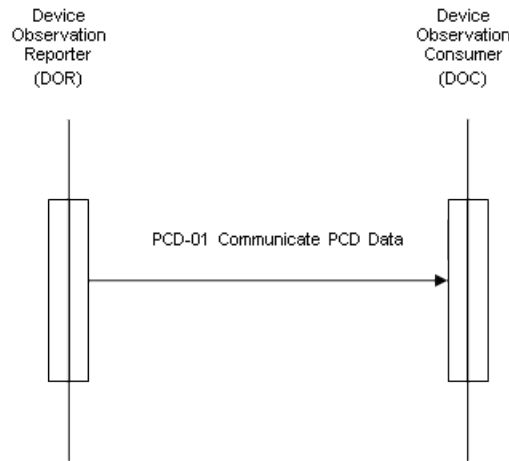 Device
Observation
Reporter
(DOR)
Device
Observation
Consumer
(DOC)
PCD-01 Communicate PCD Data